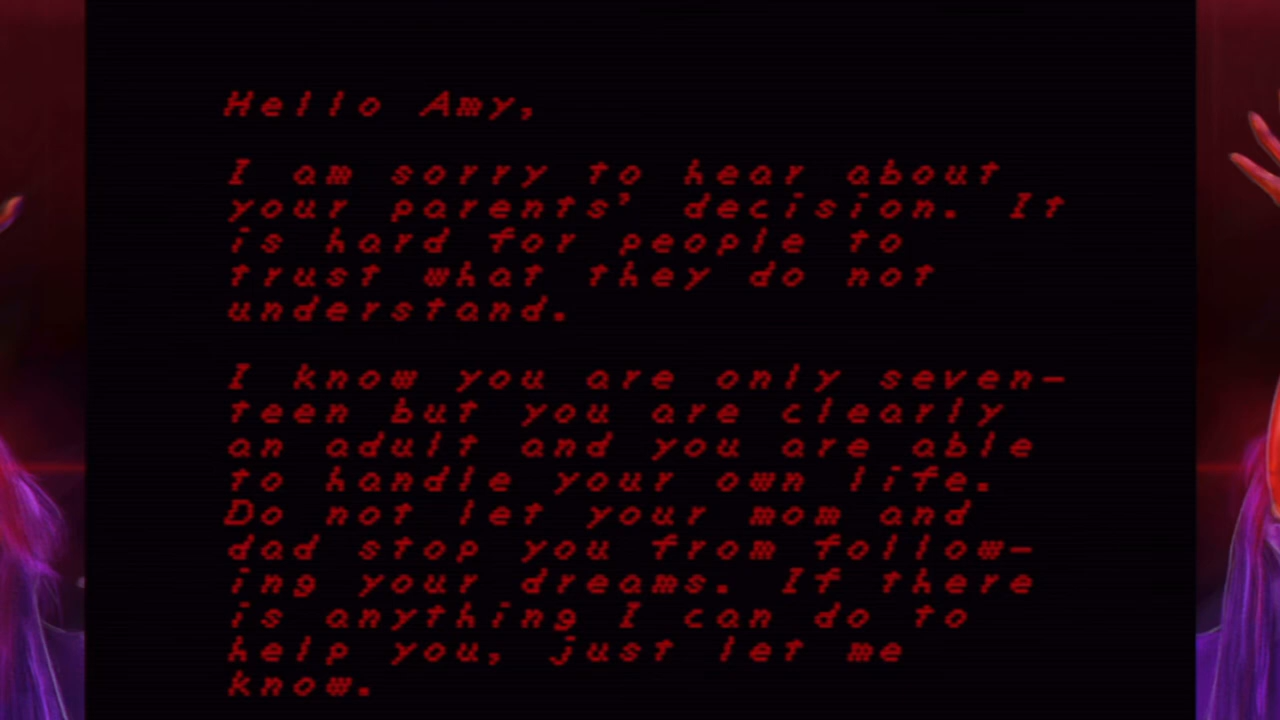 Hello Amy,
I am sorry to hear about
your parents' decision. It
is hard for people to
trust what they do not
understand.
I know you are only seven-
teen but you are clearly
an adult and you are able
to handle your own life.
Do not let your mom and
dad stop you from follow-
ing your dreams. If there
is anything I can do to
help you, just let me
know.